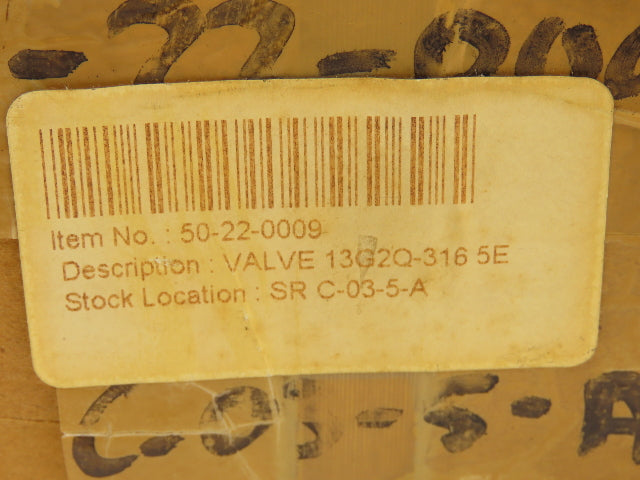 -22-000
Item No. : 50-22-0009
Description : VALVE 13G2Q-316 5E
Stock Location : SR C-03-5-A
C-03-5-A